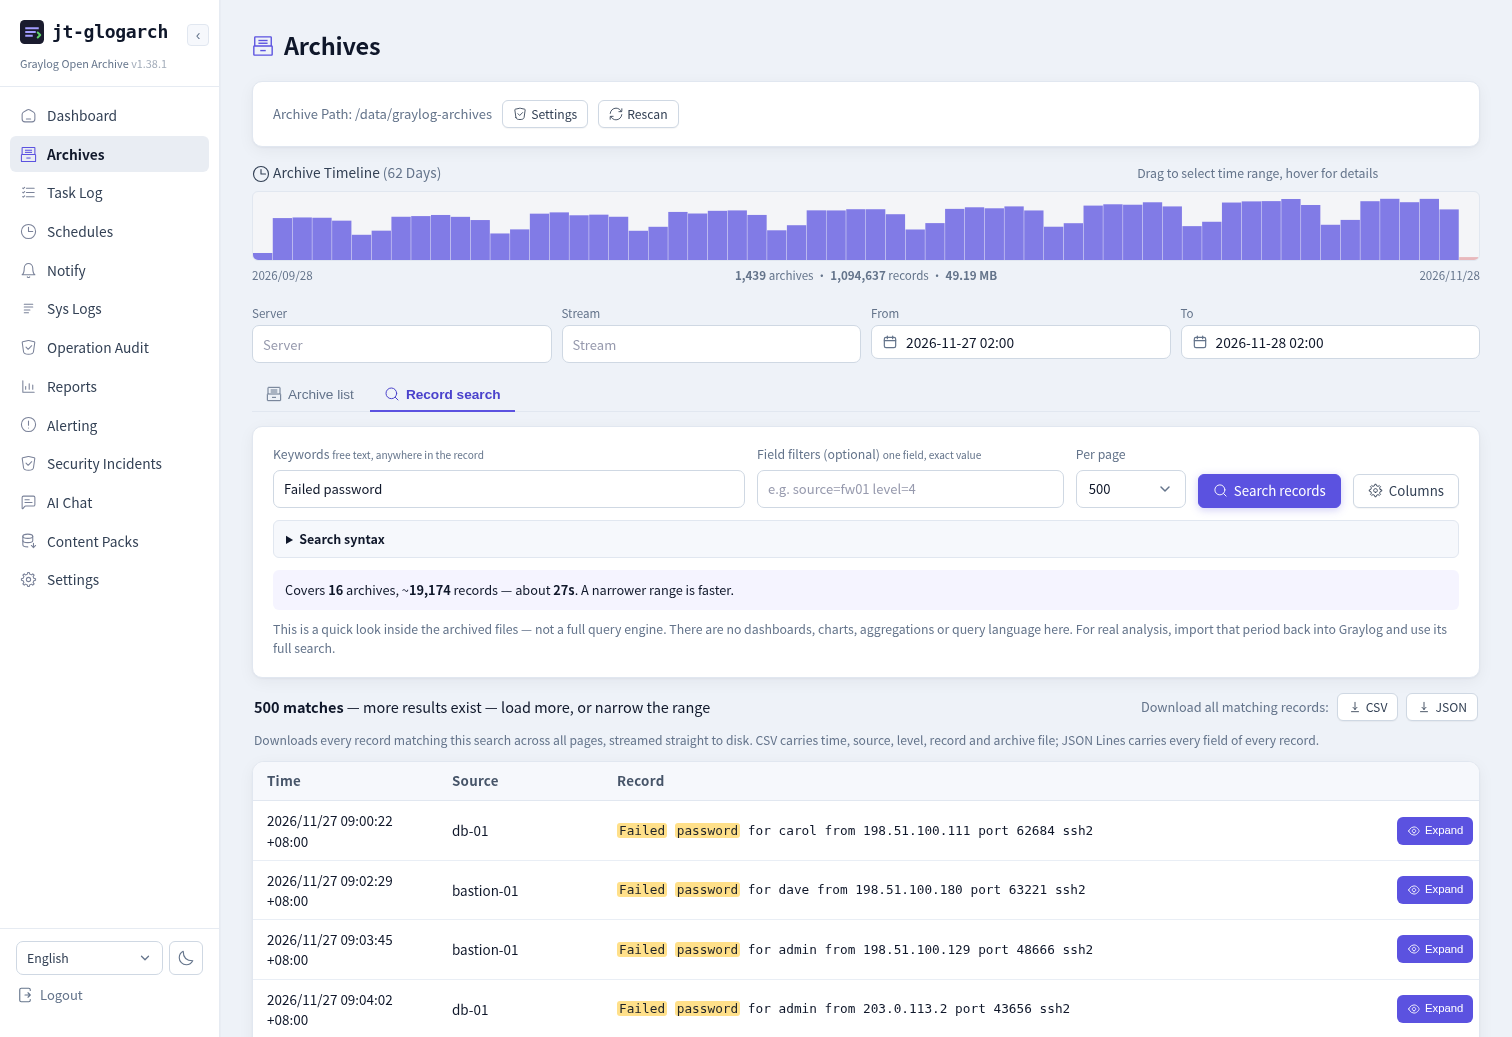 jt-glogarch
Graylog Open Archive v1.38.1
Dashboard
Archives
Task Log
Schedules
Notify
Sys Logs
Operation Audit
Reports
Alerting
Security Incidents
AI Chat
Content Packs
Settings
English
Logout
Archives
Archive Path: /data/graylog-archives Settings Rescan
Archive Timeline (62 Days) Drag to select time range, hover for details
2026/09/28 1,439 archives • 1,094,637 records • 49.19 MB 2026/11/28
Server Stream From To
Server Stream 2026-11-27 02:00 2026-11-28 02:00
Archive list Record search
Keywords free text, anywhere in the record Field filters (optional) one field, exact value Per page
Failed password e.g. source=fw01 level=4 500 Search records Columns
Search syntax
Covers 16 archives, ~19,174 records — about 27s. A narrower range is faster.
This is a quick look inside the archived files — not a full query engine. There are no dashboards, charts, aggregations or query language here. For real analysis, import that period back into Graylog and use its
full search.
500 matches — more results exist — load more, or narrow the range Download all matching records: CSV JSON
Downloads every record matching this search across all pages, streamed straight to disk. CSV carries time, source, level, record and archive file; JSON Lines carries every field of every record.
Time Source Record
2026/11/27 09:00:22
+08:00
db-01 Failed password for carol from 198.51.100.111 port 62684 ssh2 Expand
2026/11/27 09:02:29
+08:00
bastion-01 Failed password for dave from 198.51.100.180 port 63221 ssh2 Expand
2026/11/27 09:03:45
+08:00
bastion-01 Failed password for admin from 198.51.100.129 port 48666 ssh2 Expand
2026/11/27 09:04:02
+08:00
db-01 Failed password for admin from 203.0.113.2 port 43656 ssh2 Expand